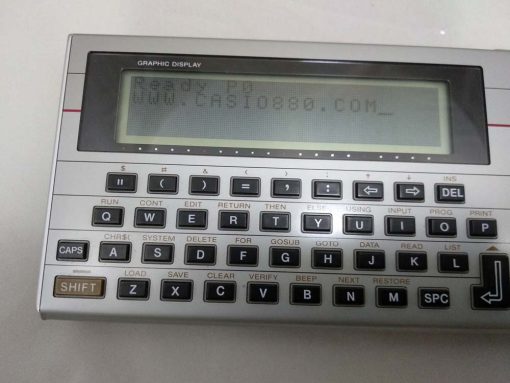 GRAPHIC DISPLAY
Ready P0
WWW.CASIO880.COM_
$ & ? INS
" ( ) = , : DEL
RUN CONT EDIT RETURN THEN ELSE USING INPUT PROG PRINT
Q W E R T Y U I O P
CHR$( SYSTEM DELETE FOR GOSUB GOTO DATA READ LIST
CAPS A S D F G H J K L
LOAD SAVE CLEAR VERIFY BEEP NEXT RESTORE
SHIFT Z X C V B N M SPC